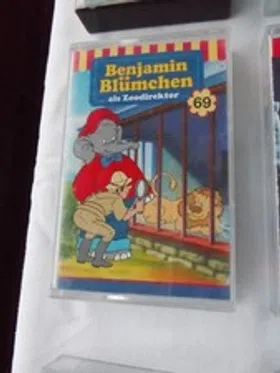 Benjamin
Blümchen
als Zoodirektor
69